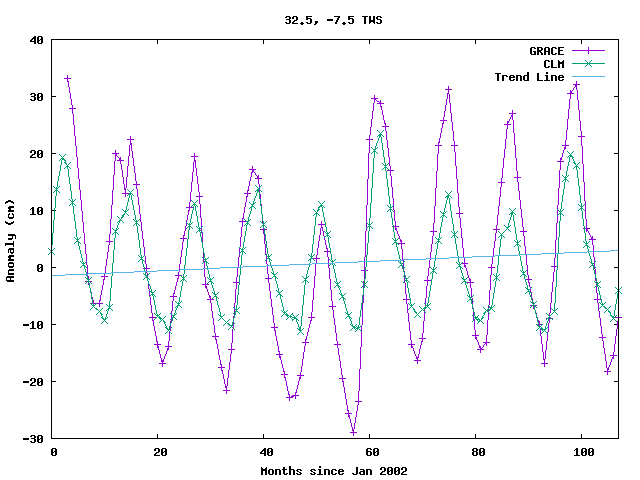 32.5, -7.5 TWS
GRACE
CLM
Trend Line
40
30
20
10
0
-10
-20
-30
Anomaly (cm)
0 20 40 60 80 100
Months since Jan 2002